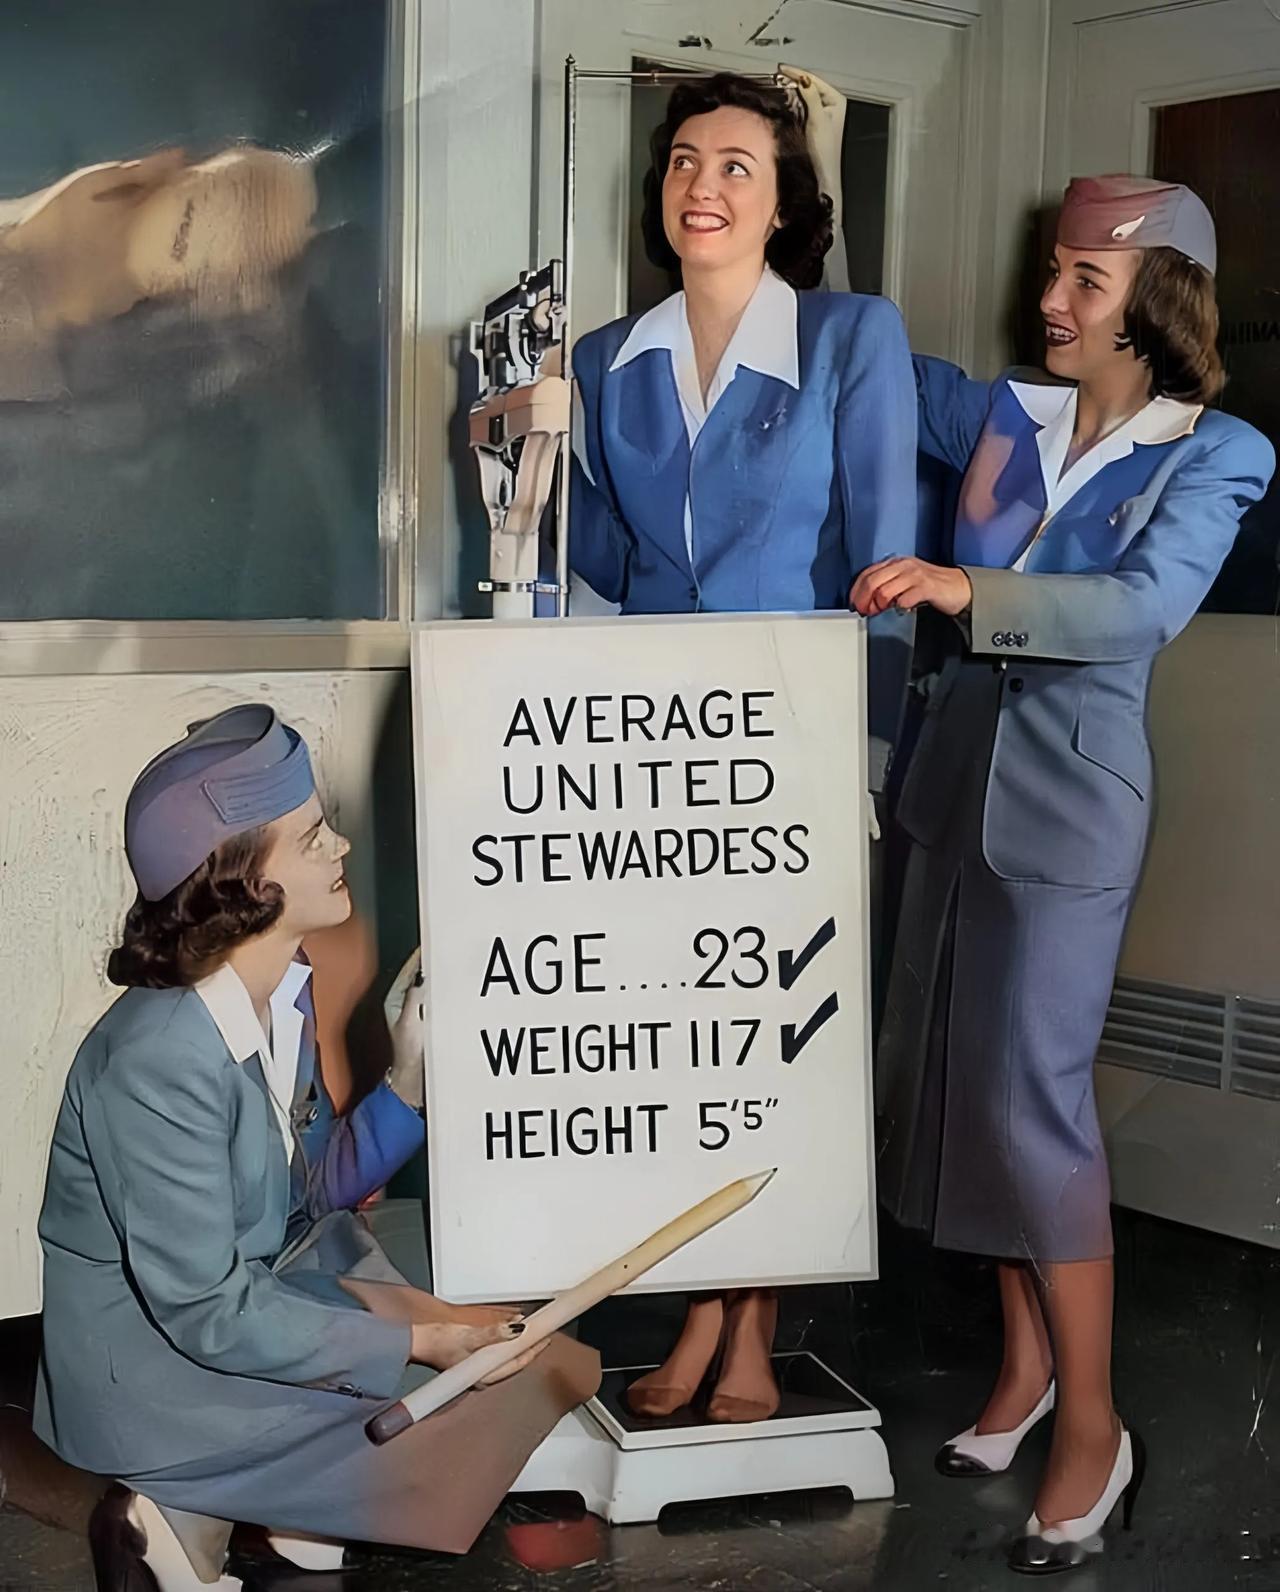 AVERAGE
UNITED
STEWARDESS
AGE....23✓
WEIGHT 117✓
HEIGHT 5'5"